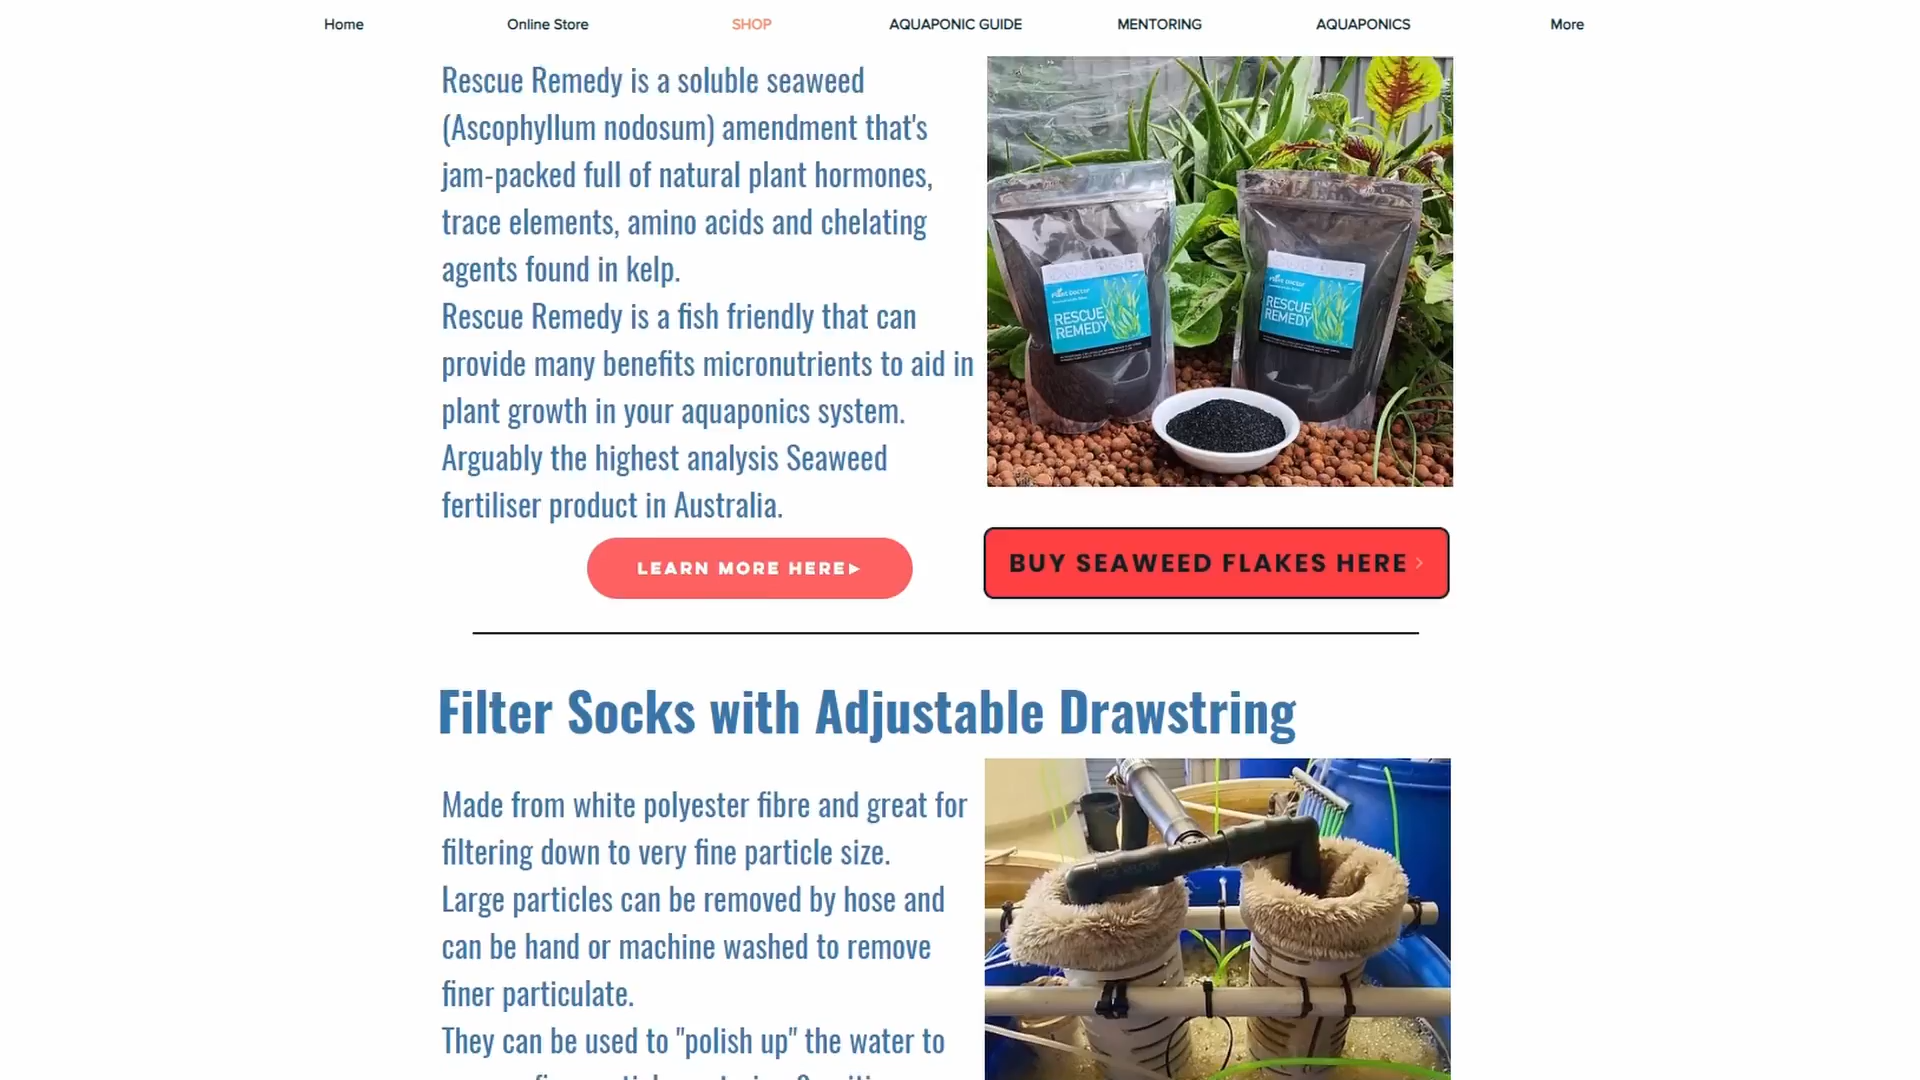 Home Online Store SHOP AQUAPONIC GUIDE MENTORING AQUAPONICS More
Rescue Remedy is a soluble seaweed
(Ascophyllum nodosum) amendment that's
jam-packed full of natural plant hormones,
trace elements, amino acids and chelating
agents found in kelp.
Rescue Remedy is a fish friendly that can
provide many benefits micronutrients to aid in
plant growth in your aquaponics system.
Arguably the highest analysis Seaweed
fertiliser product in Australia.
Plant Doctor
RESCUE
REMEDY
Plant Doctor
RESCUE
REMEDY
LEARN MORE HERE▶
BUY SEAWEED FLAKES HERE >
Filter Socks with Adjustable Drawstring
Made from white polyester fibre and great for
filtering down to very fine particle size.
Large particles can be removed by hose and
can be hand or machine washed to remove
finer particulate.
They can be used to "polish up" the water to